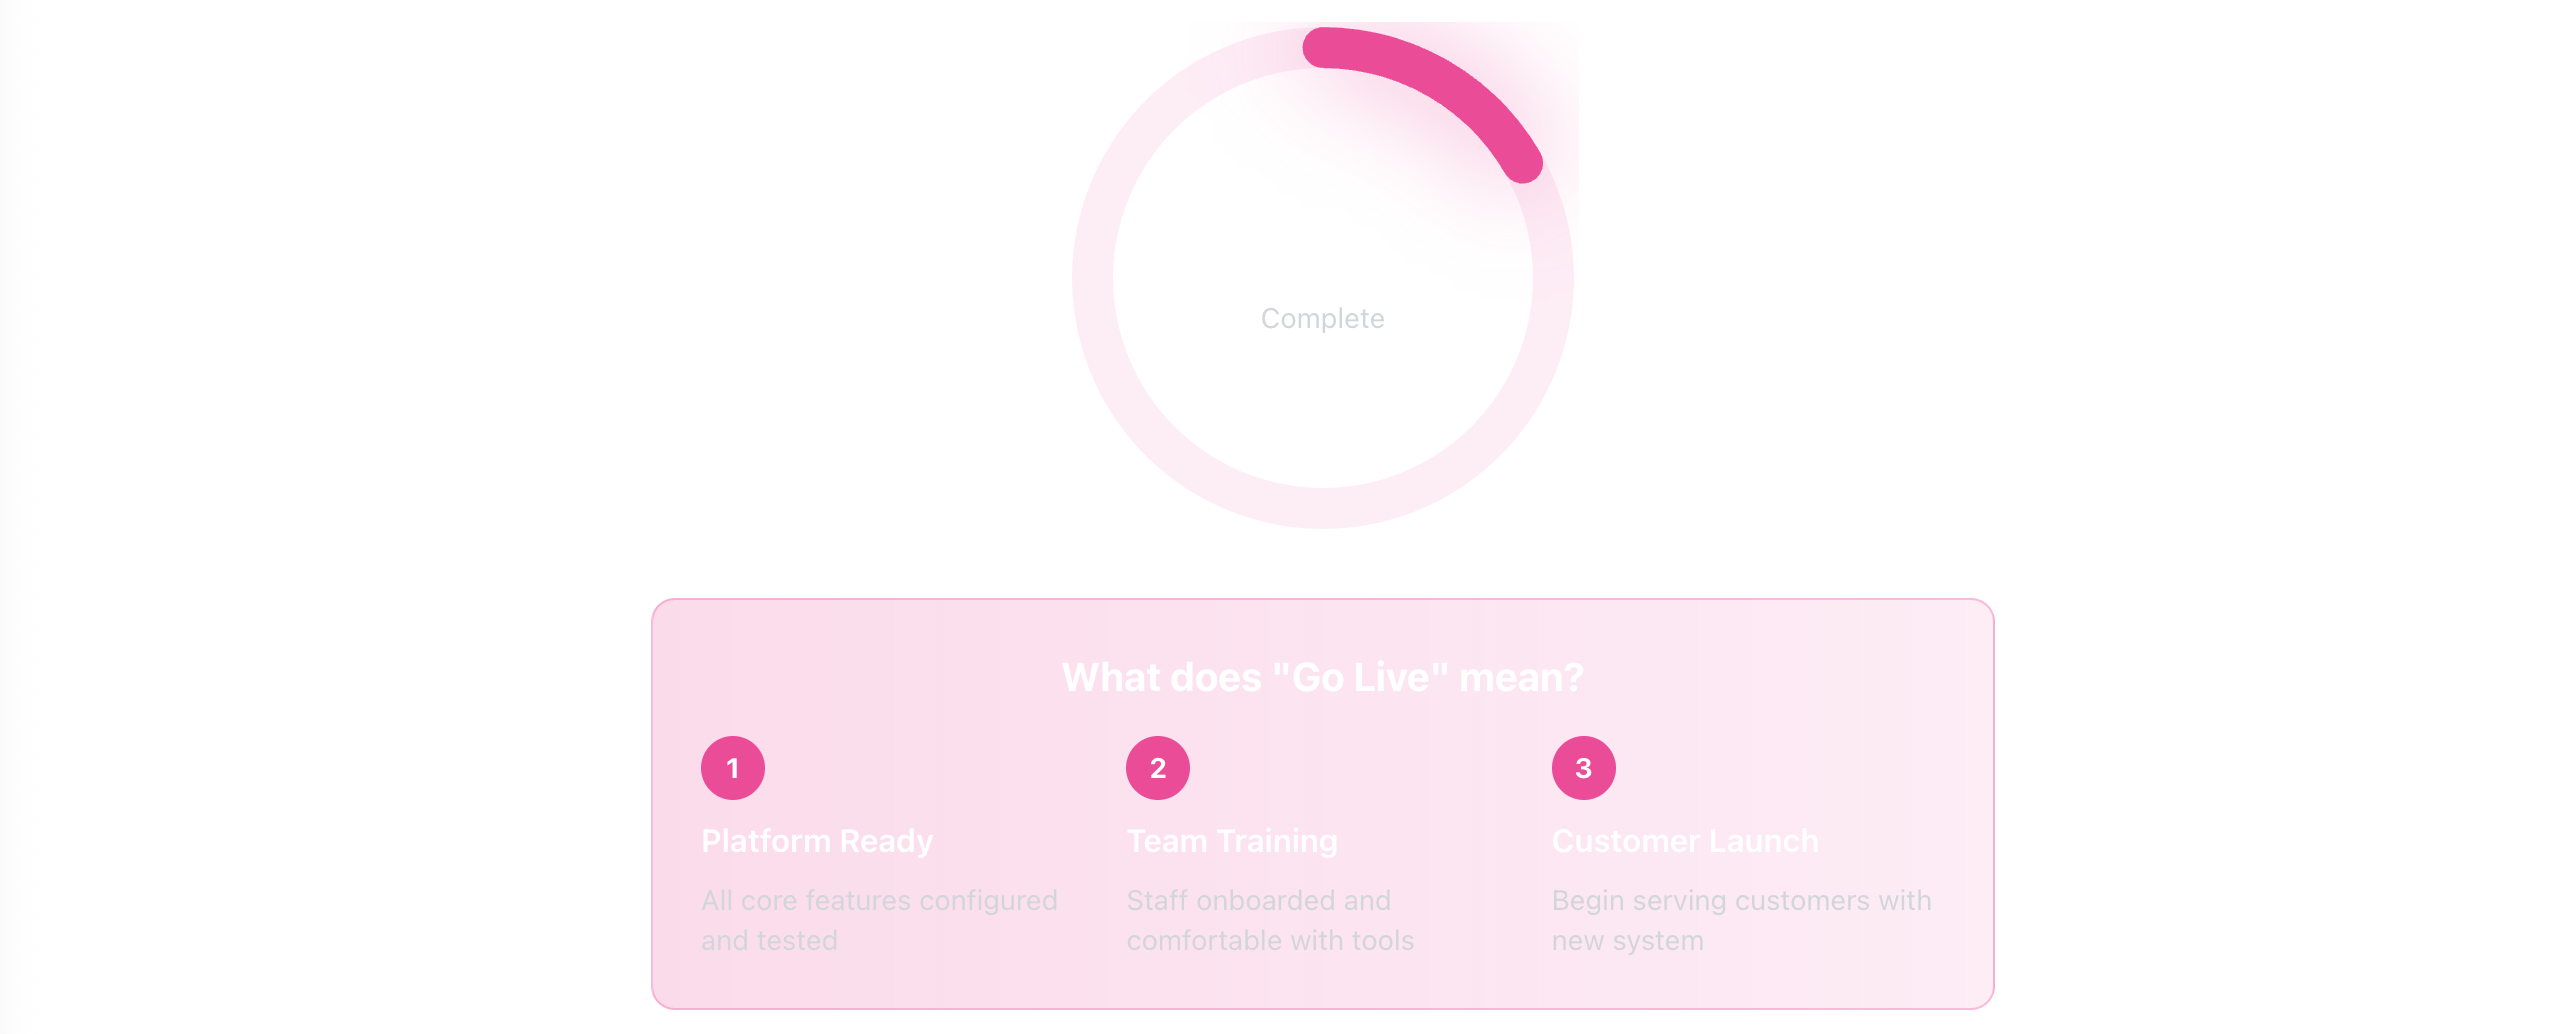 Complete
What does "Go Live" mean?
1
2
3
Platform Ready
Team Training
Customer Launch
All core features configured
and tested
Staff onboarded and
comfortable with tools
Begin serving customers with
new system